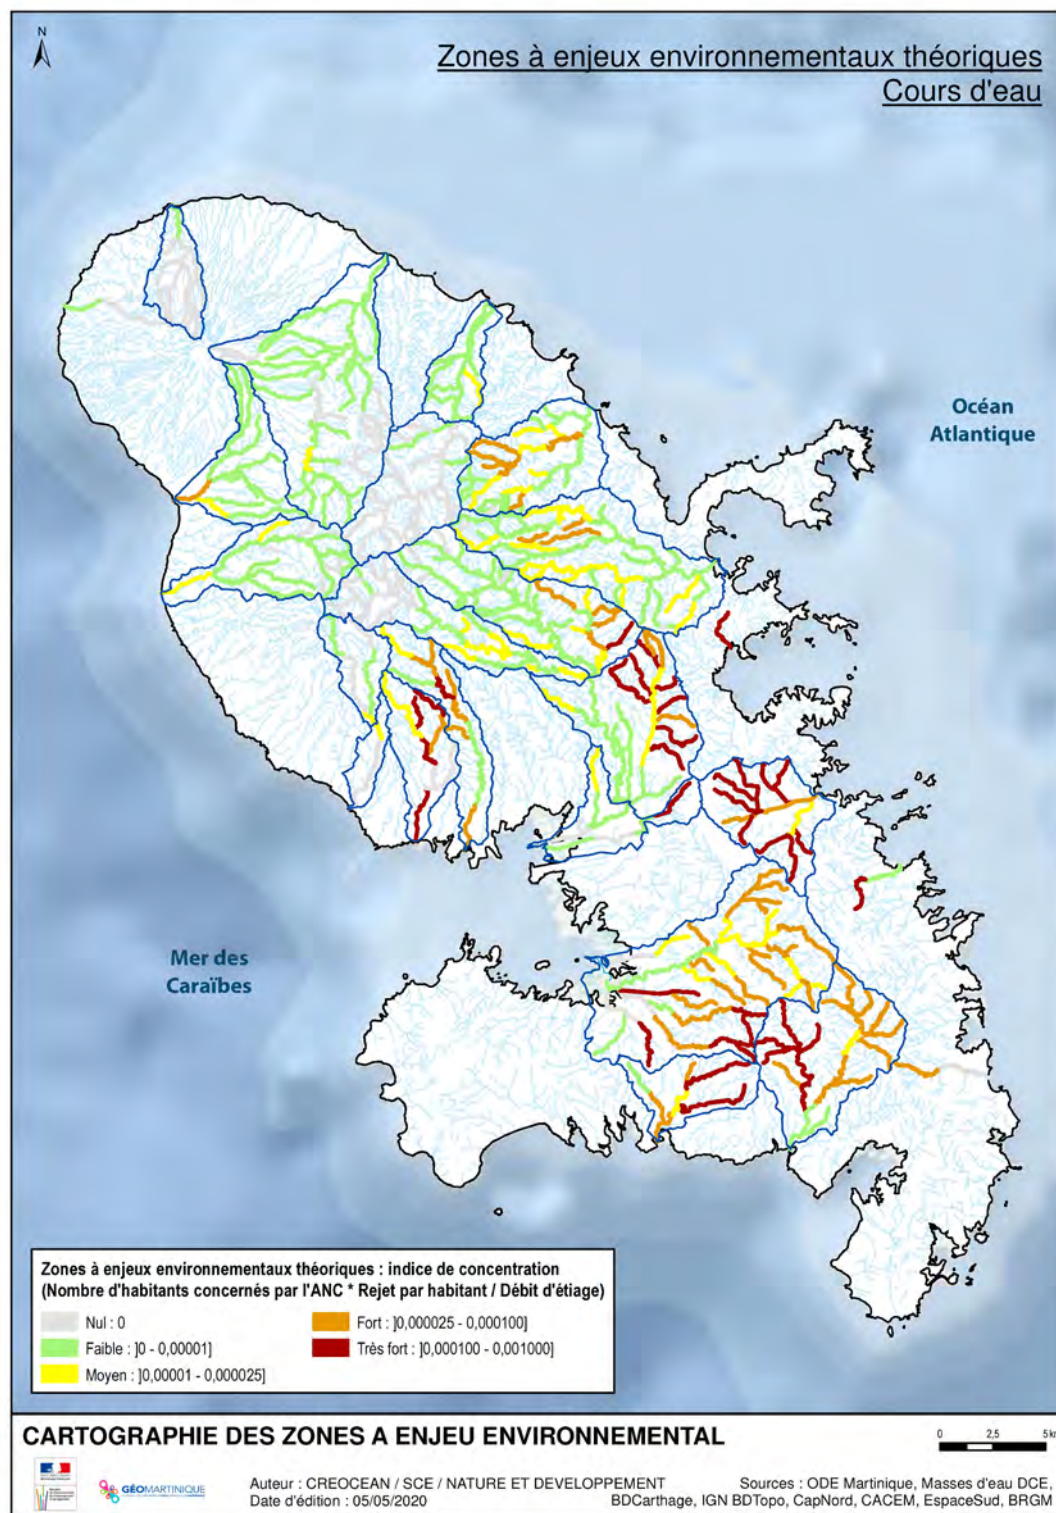 N
Zones à enjeux environnementaux théoriques
Cours d'eau
Océan
Atlantique
Mer des
Caraïbes
Zones à enjeux environnementaux théoriques : indice de concentration
(Nombre d'habitants concernés par l'ANC * Rejet par habitant / Débit d'étiage)
Nul : 0
Faible : ]0 - 0,00001]
Moyen : ]0,00001 - 0,000025]
Fort : ]0,000025 - 0,000100]
Très fort : ]0,000100 - 0,001000]
CARTOGRAPHIE DES ZONES A ENJEU ENVIRONNEMENTAL
0 2,5 5
GÉOMARTINIQUE
Auteur : CREOCEAN / SCE / NATURE ET DEVELOPPEMENT
Date d'édition : 05/05/2020
Sources : ODE Martinique, Masses d'eau DCE,
BDCarthage, IGN BDTopo, CapNord, CACEM, EspaceSud, BRGM